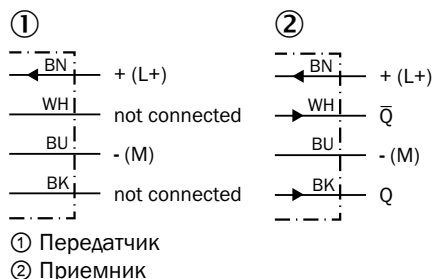 ① ②
BN + (L+) BN + (L+)
WH not connected WH Q̅
BU - (M) BU - (M)
BK not connected BK Q
① Передатчик
② Приемник